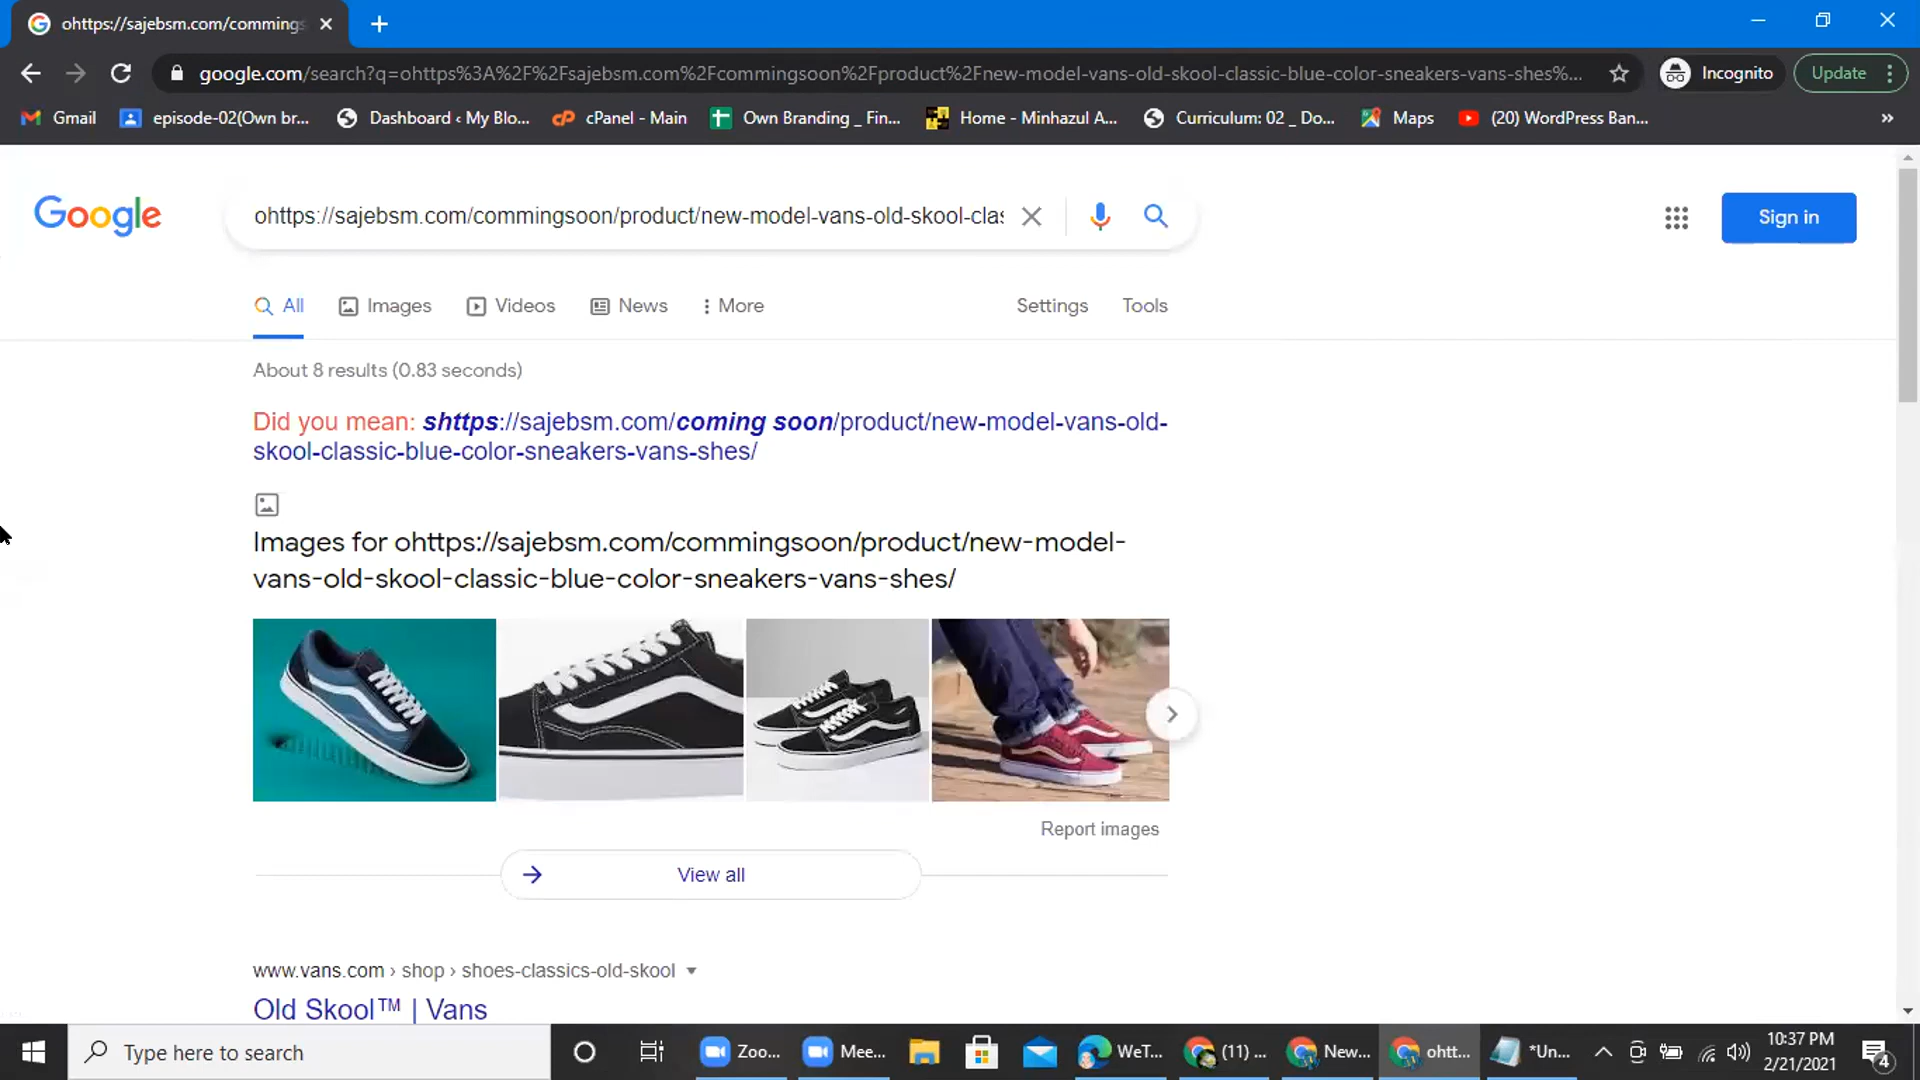 ohttps://sajebsm.com/commings
google.com/search?q=ohttps%3A%2F%2Fsajebsm.com%2Fcommingsoon%2Fproduct%2Fnew-model-vans-old-skool-classic-blue-color-sneakers-vans-shes%...
Incognito
Update
Gmail
episode-02(Own br...
Dashboard ‹ My Blo...
cPanel - Main
Own Branding _ Fin...
Home - Minhazul A...
Curriculum: 02 _ Do...
Maps
(20) WordPress Ban...
»
Google
ohttps://sajebsm.com/commingsoon/product/new-model-vans-old-skool-clas
Sign in
All
Images
Videos
News
More
Settings
Tools
About 8 results (0.83 seconds)
Did you mean: shttps://sajebsm.com/coming soon/product/new-model-vans-old-
skool-classic-blue-color-sneakers-vans-shes/
Images for ohttps://sajebsm.com/commingsoon/product/new-model-
vans-old-skool-classic-blue-color-sneakers-vans-shes/
Report images
View all
www.vans.com › shop › shoes-classics-old-skool
Old Skool™ | Vans
Type here to search
Zoo...
Mee...
WeT...
(11) ...
New...
ohtt...
*Un...
10:37 PM
2/21/2021
4